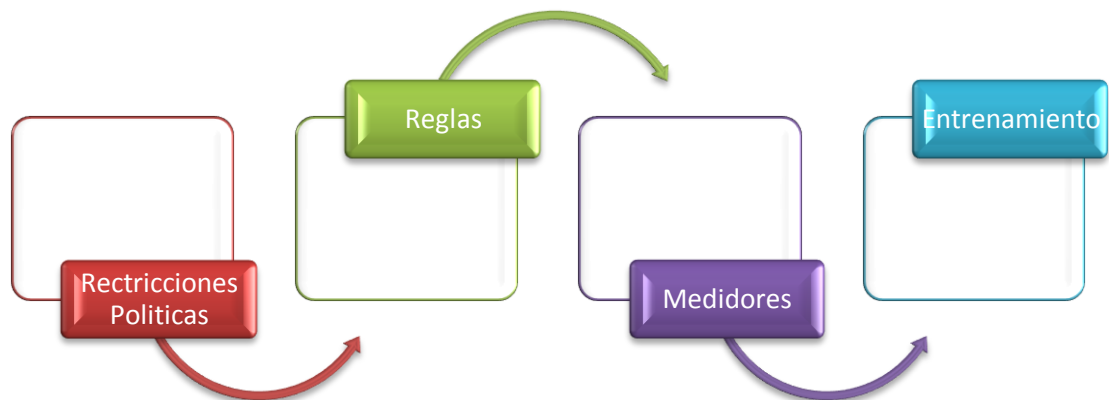 Rectricciones
Politicas
Reglas
Medidores
Entrenamiento